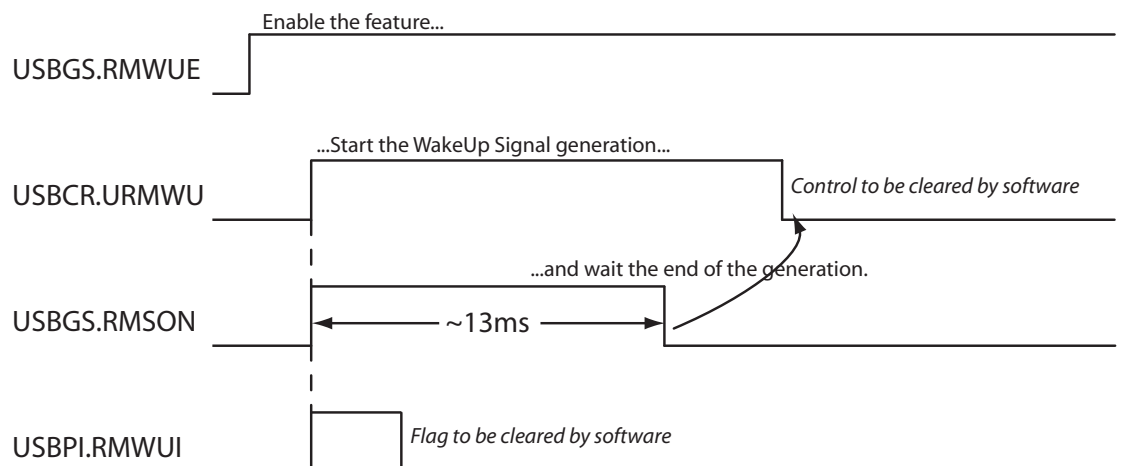 Enable the feature...
USBGS.RMWUE
...Start the WakeUp Signal generation...
USBCR.URMWU
Control to be cleared by software
...and wait the end of the generation.
USBGS.RMSON
~13ms
Flag to be cleared by software
USBPI.RMWUI